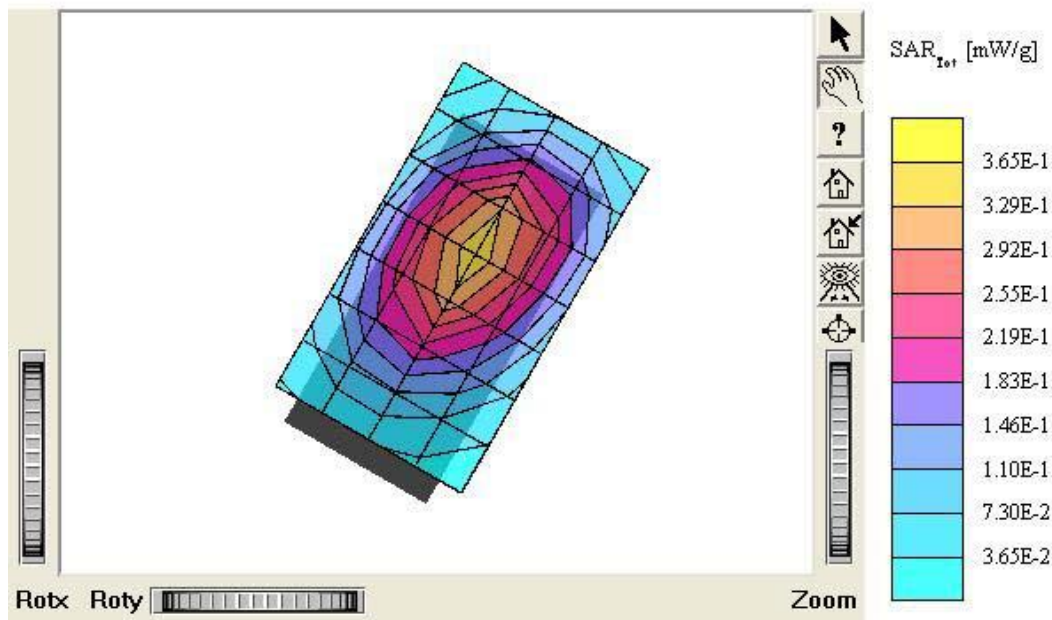 SAR_Tot [mW/g]
?
3.65E-1
3.29E-1
2.92E-1
2.55E-1
2.19E-1
1.83E-1
1.46E-1
1.10E-1
7.30E-2
3.65E-2
Rotx Roty Zoom